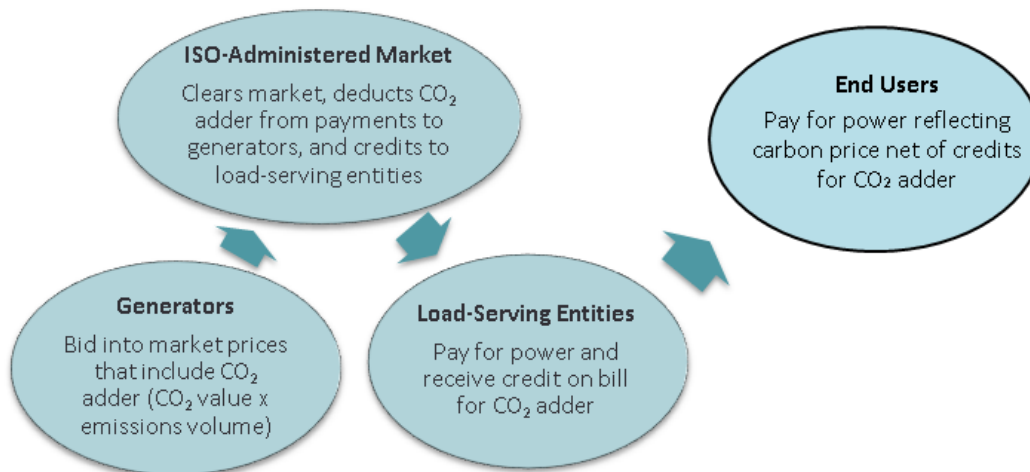 ISO-Administered Market
Clears market, deducts CO₂
adder from payments to
generators, and credits to
load-serving entities
End Users
Pay for power reflecting
carbon price net of credits
for CO₂ adder
Generators
Bid into market prices
that include CO₂
adder (CO₂ value x
emissions volume)
Load-Serving Entities
Pay for power and
receive credit on bill
for CO₂ adder